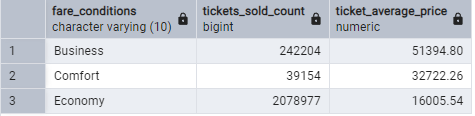 fare_conditions tickets_sold_count ticket_average_price
character varying (10) bigint numeric
1 Business 242204 51394.80
2 Comfort 39154 32722.26
3 Economy 2078977 16005.54